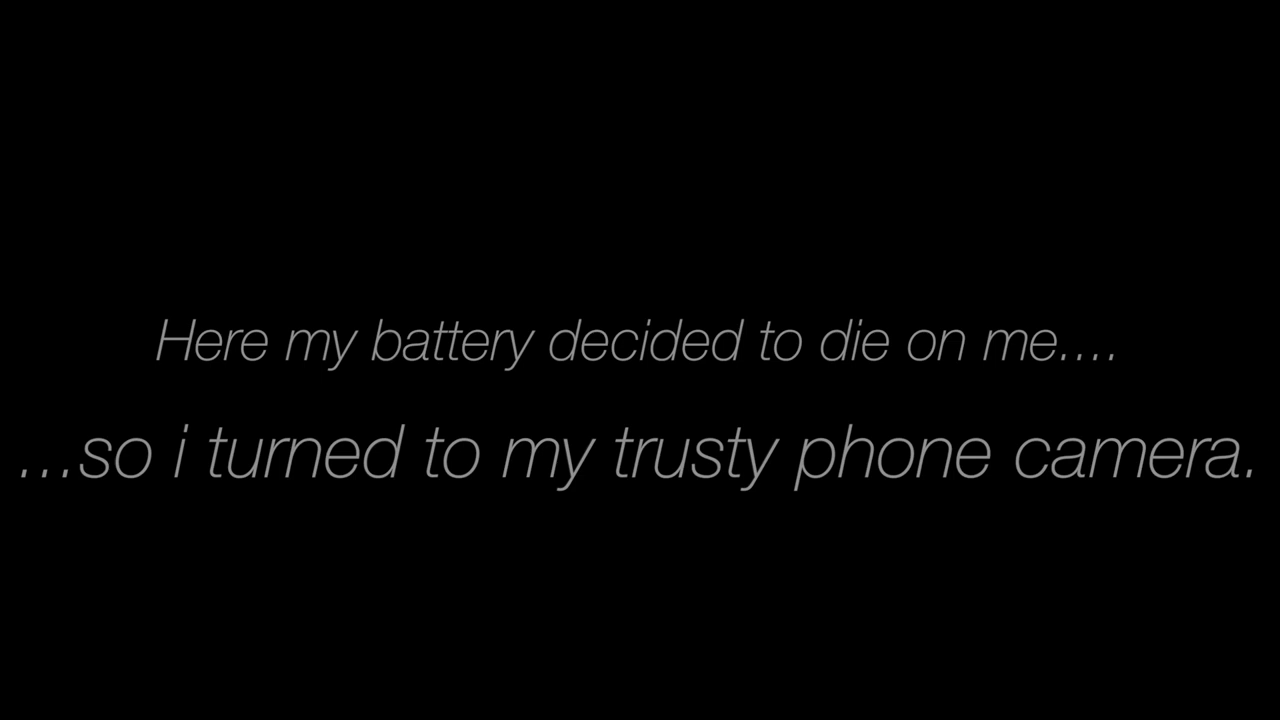 Here my battery decided to die on me....
...so i turned to my trusty phone camera.